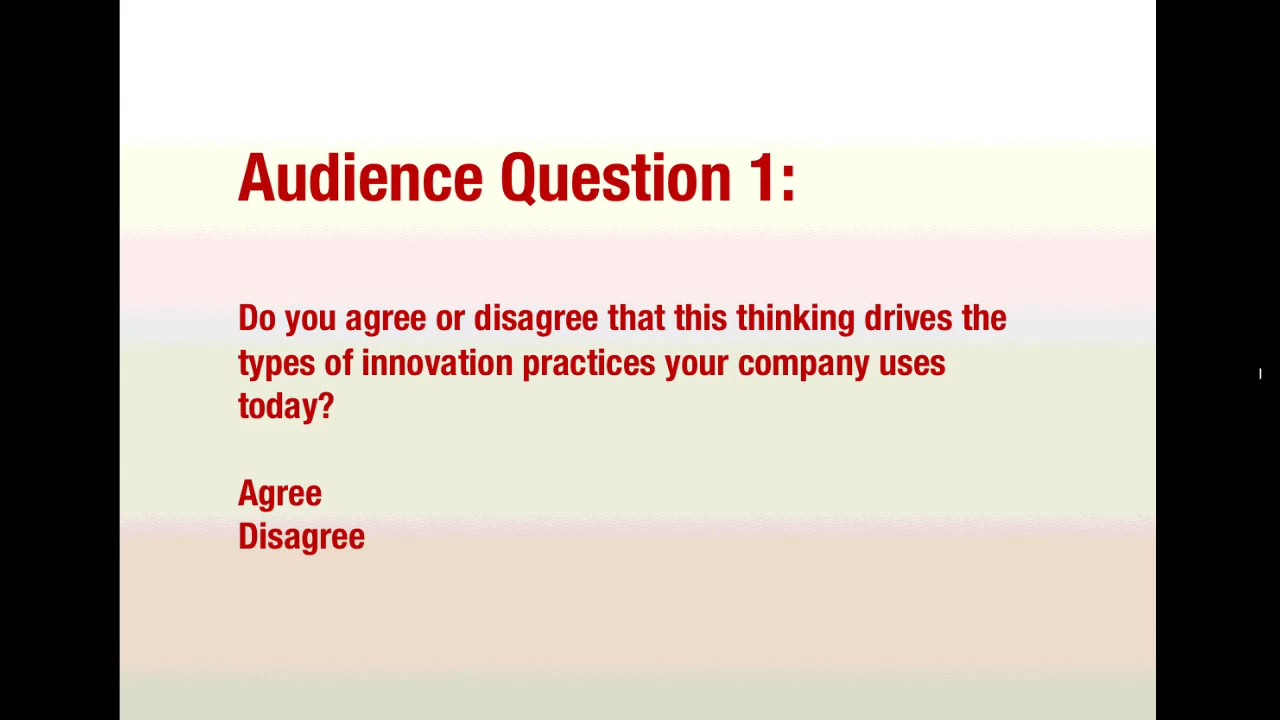 Audience Question 1:
Do you agree or disagree that this thinking drives the
types of innovation practices your company uses
today?
Agree
Disagree